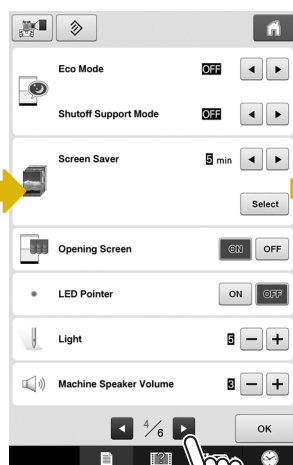 Eco Mode OFF
Shutoff Support Mode OFF
Screen Saver 5 min
Select
Opening Screen ON OFF
LED Pointer ON OFF
Light 5 − +
Machine Speaker Volume 3 − +
4/6 OK